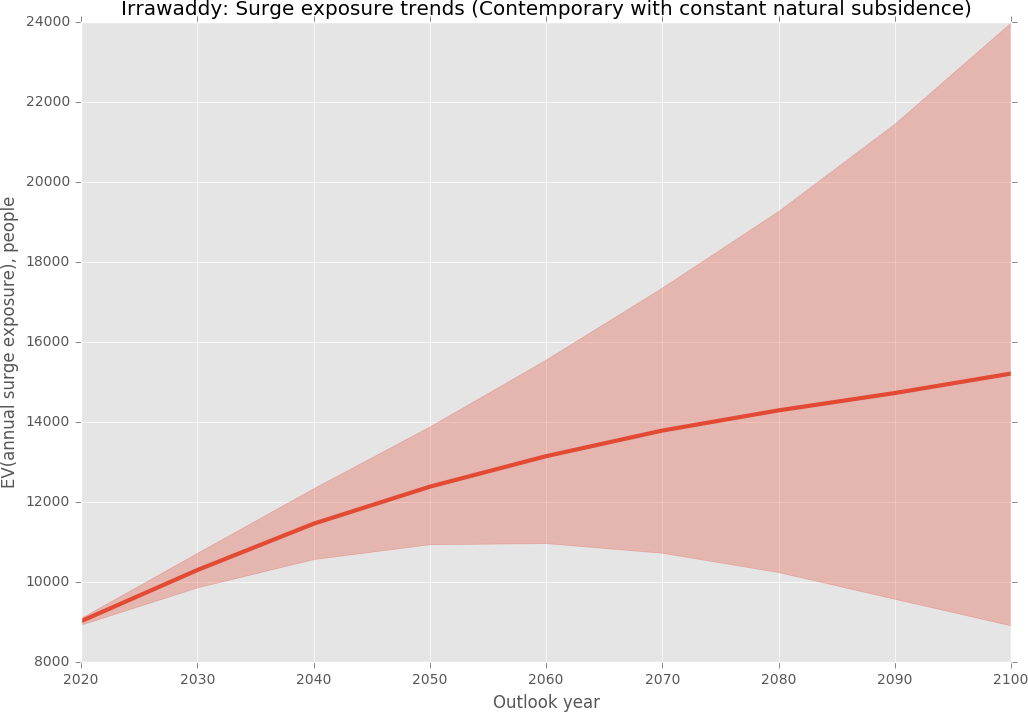 Irrawaddy: Surge exposure trends (Contemporary with constant natural subsidence)
EV(annual surge exposure), people
24000
22000
20000
18000
16000
14000
12000
10000
8000
2020 2030 2040 2050 2060 2070 2080 2090 2100
Outlook year